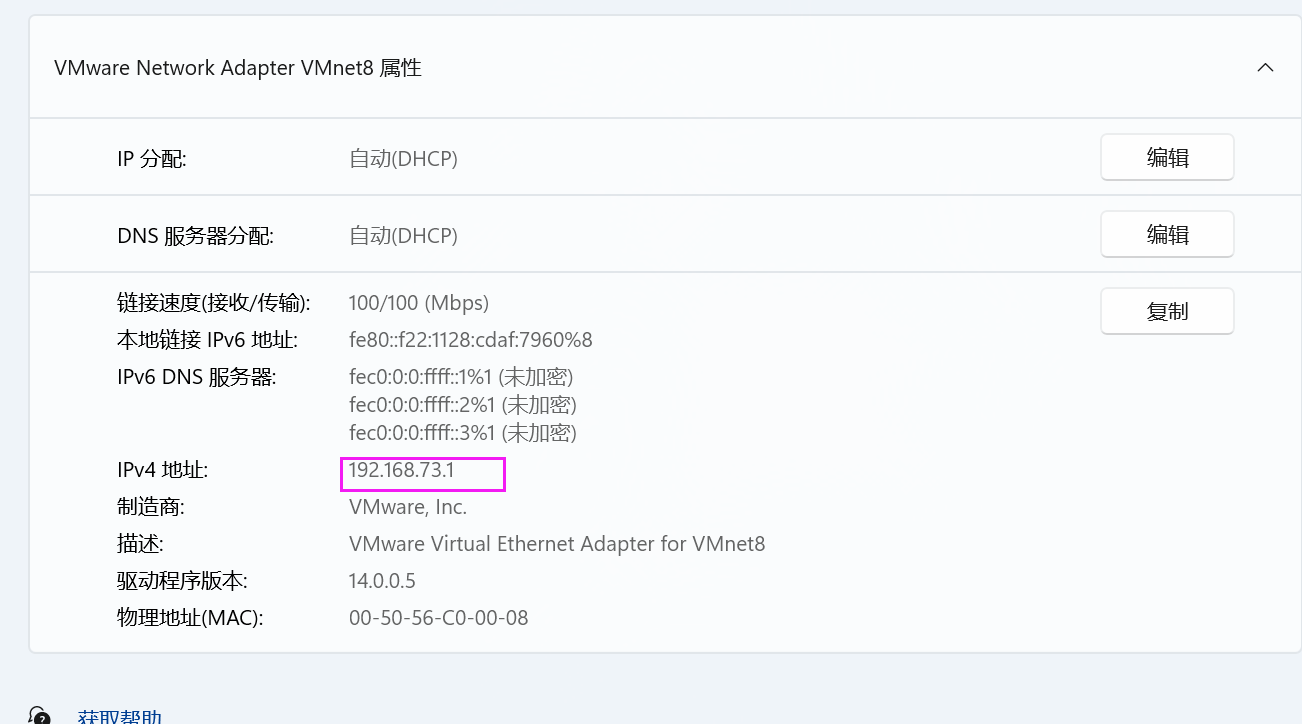 VMware Network Adapter VMnet8 属性
IP 分配: 自动(DHCP) 编辑
DNS 服务器分配: 自动(DHCP) 编辑
链接速度(接收/传输): 100/100 (Mbps) 复制
本地链接 IPv6 地址: fe80::f22:1128:cdaf:7960%8
IPv6 DNS 服务器: fec0:0:0:ffff::1%1 (未加密)
fec0:0:0:ffff::2%1 (未加密)
fec0:0:0:ffff::3%1 (未加密)
IPv4 地址: 192.168.73.1
制造商: VMware, Inc.
描述: VMware Virtual Ethernet Adapter for VMnet8
驱动程序版本: 14.0.0.5
物理地址(MAC): 00-50-56-C0-00-08
获取帮助